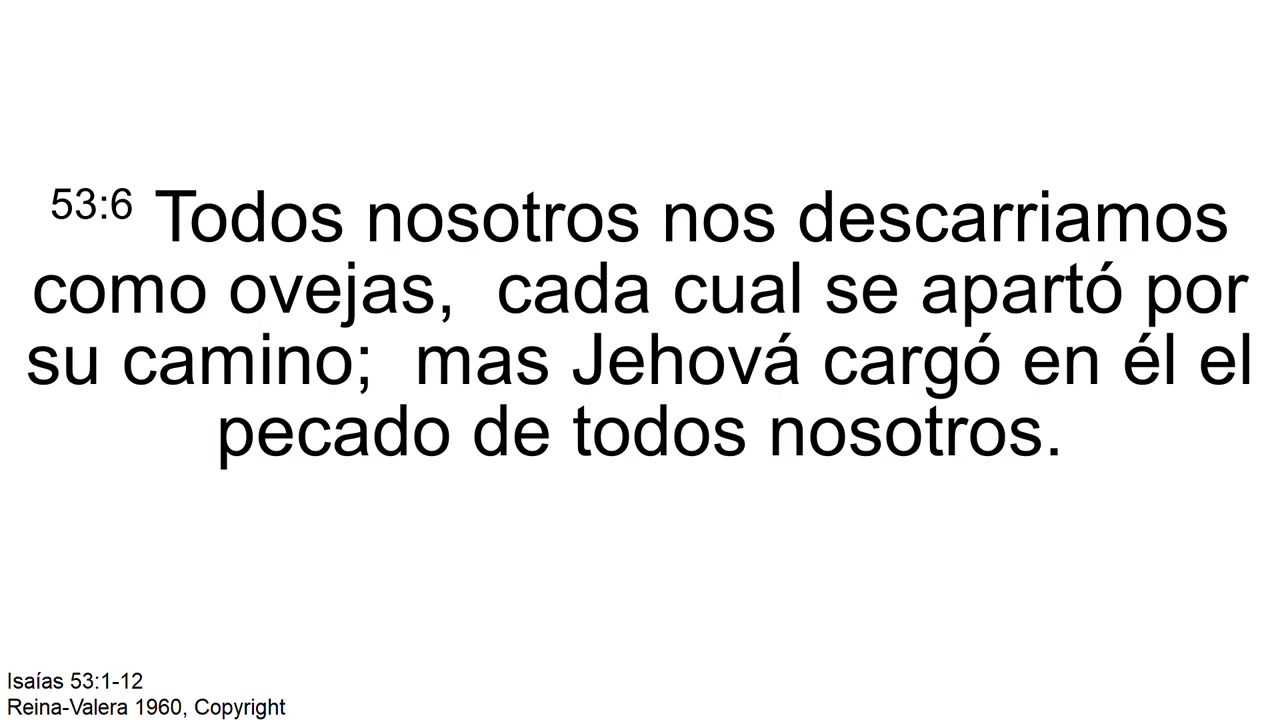 53:6 Todos nosotros nos descarriamos
como ovejas,  cada cual se apartó por
su camino;  mas Jehová cargó en él el
pecado de todos nosotros.
Isaías 53:1-12
Reina-Valera 1960, Copyright